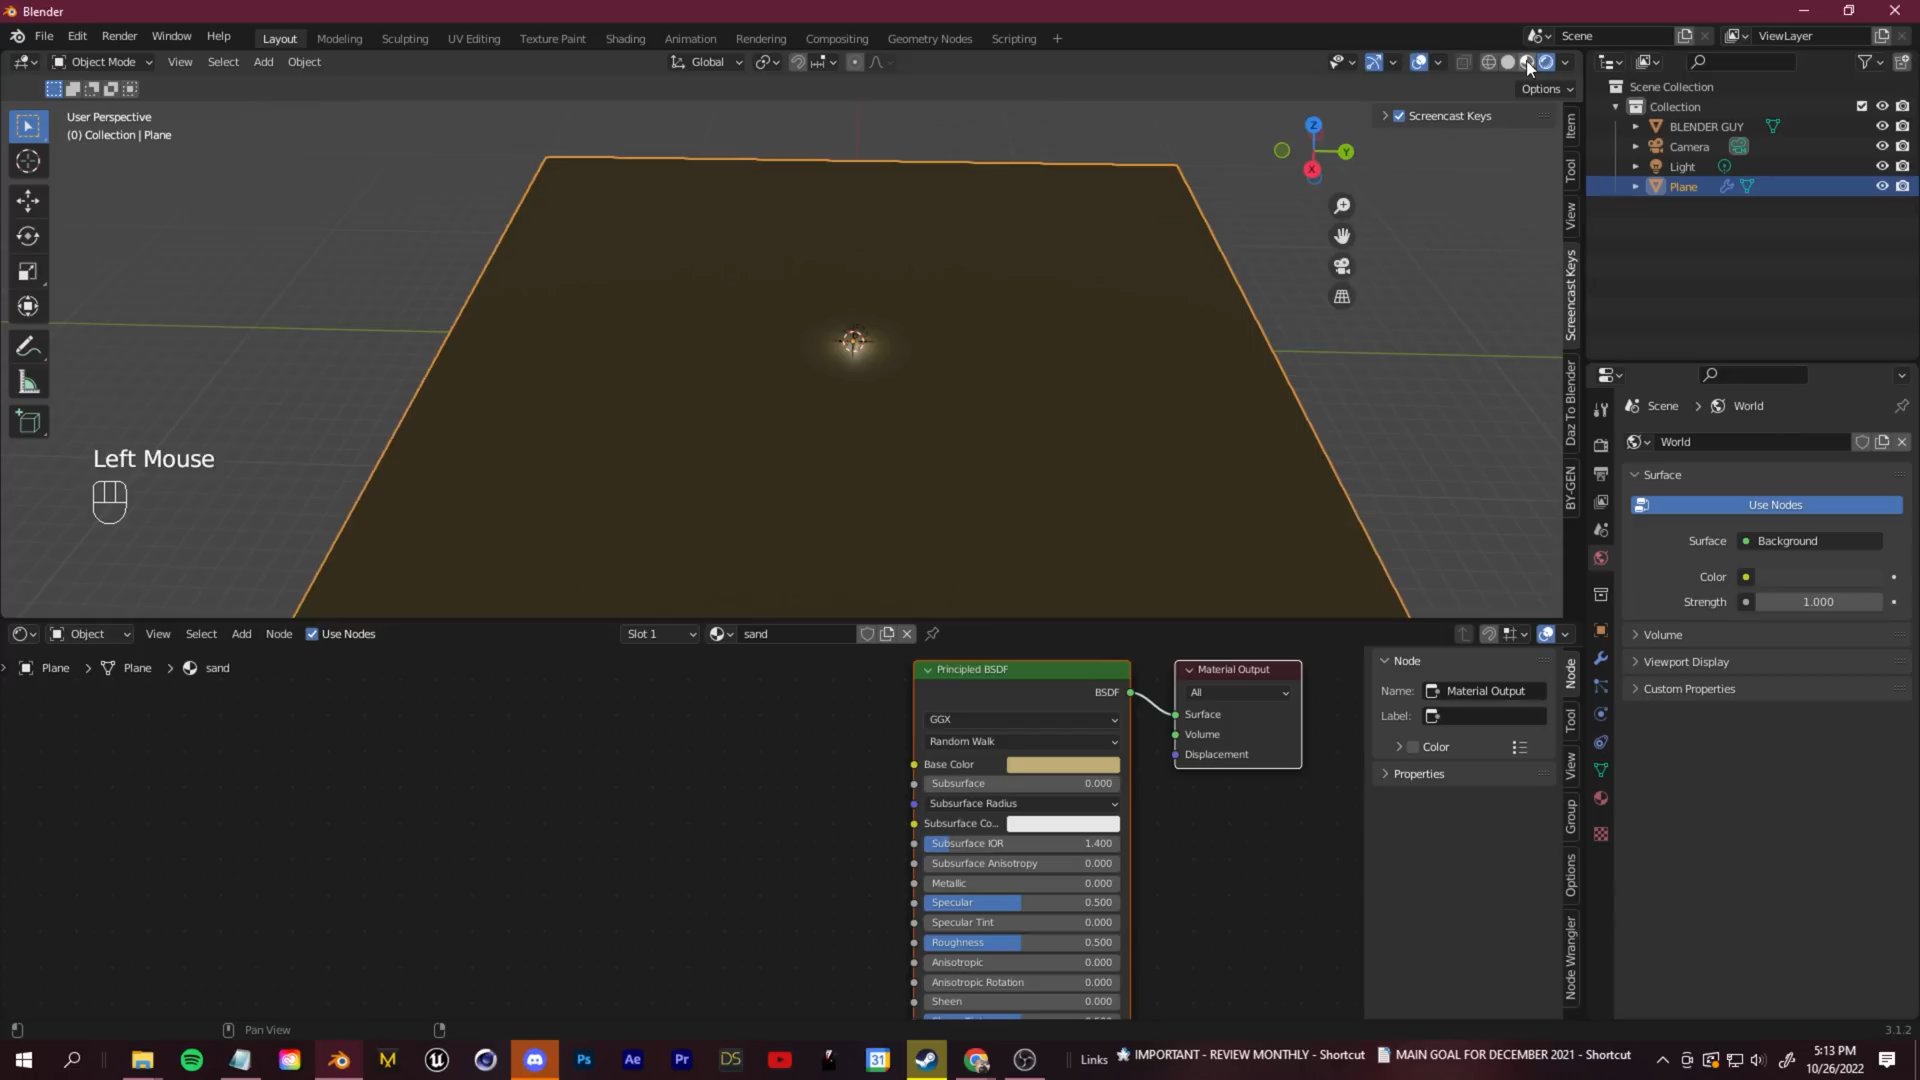 Blender
File Edit Render Window Help
Layout Modeling Sculpting UV Editing Texture Paint Shading Animation Rendering Compositing Geometry Nodes Scripting
Scene
ViewLayer
Object Mode View Select Add Object
Global
Options
User Perspective
(0) Collection | Plane
Screencast Keys
Z
Y
X
Item
Tool
View
Screencast Keys
Daz To Blender
BY-GEN
Left Mouse
Scene Collection
Collection
BLENDER GUY
Camera
Light
Plane
Scene > World
World
Surface
Use Nodes
Surface Background
Color
Strength 1.000
Volume
Viewport Display
Custom Properties
Object View Select Add Node Use Nodes
Slot 1
sand
Plane > Plane > sand
Principled BSDF
BSDF
GGX
Random Walk
Base Color
Subsurface 0.000
Subsurface Radius
Subsurface Co...
Subsurface IOR 1.400
Subsurface Anisotropy 0.000
Metallic 0.000
Specular 0.500
Specular Tint 0.000
Roughness 0.500
Anisotropic 0.000
Anisotropic Rotation 0.000
Sheen 0.000
Material Output
All
Surface
Volume
Displacement
Node
Name: Material Output
Label:
Color
Properties
Node
Tool
View
Group
Options
Node Wrangler
Pan View
3.1.2
Ps
Ae
Pr
DS
31
Links
IMPORTANT - REVIEW MONTHLY - Shortcut
MAIN GOAL FOR DECEMBER 2021 - Shortcut
5:13 PM
10/26/2022